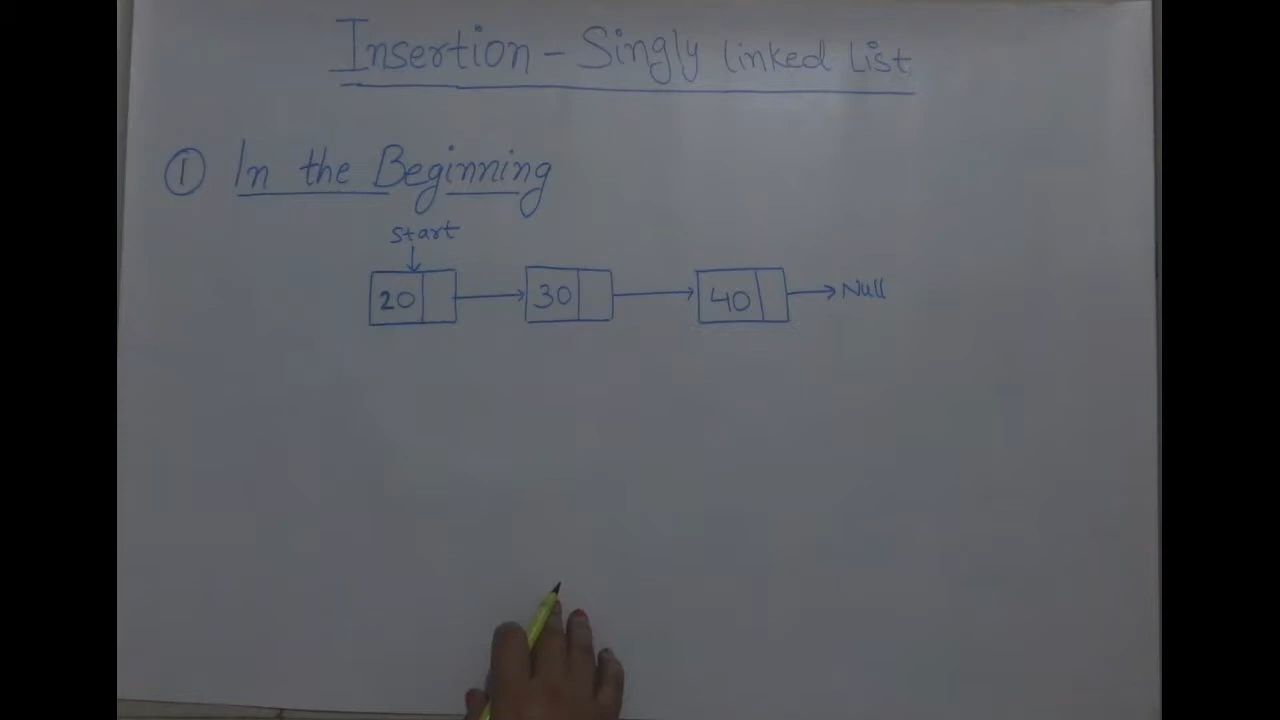 Insertion - Singly Linked List
① In the Beginning
Start
20 30 40 Null